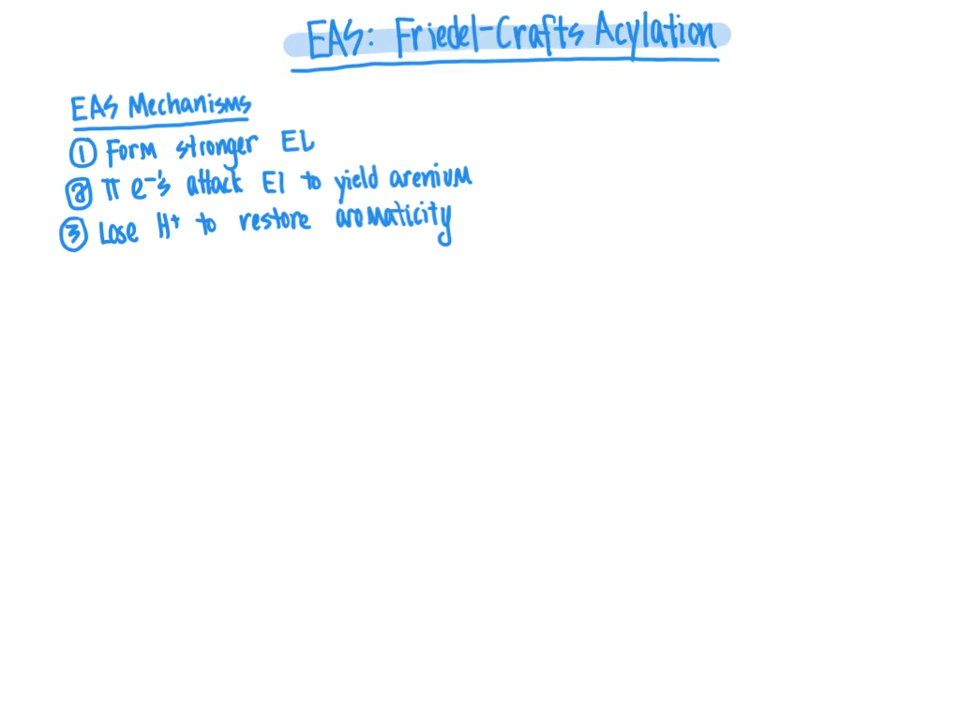 EAS: Friedel-Crafts Acylation
EAS Mechanisms
① Form stronger El
② π e⁻'s attack El to yield arenium
③ Lose H⁺ to restore aromaticity